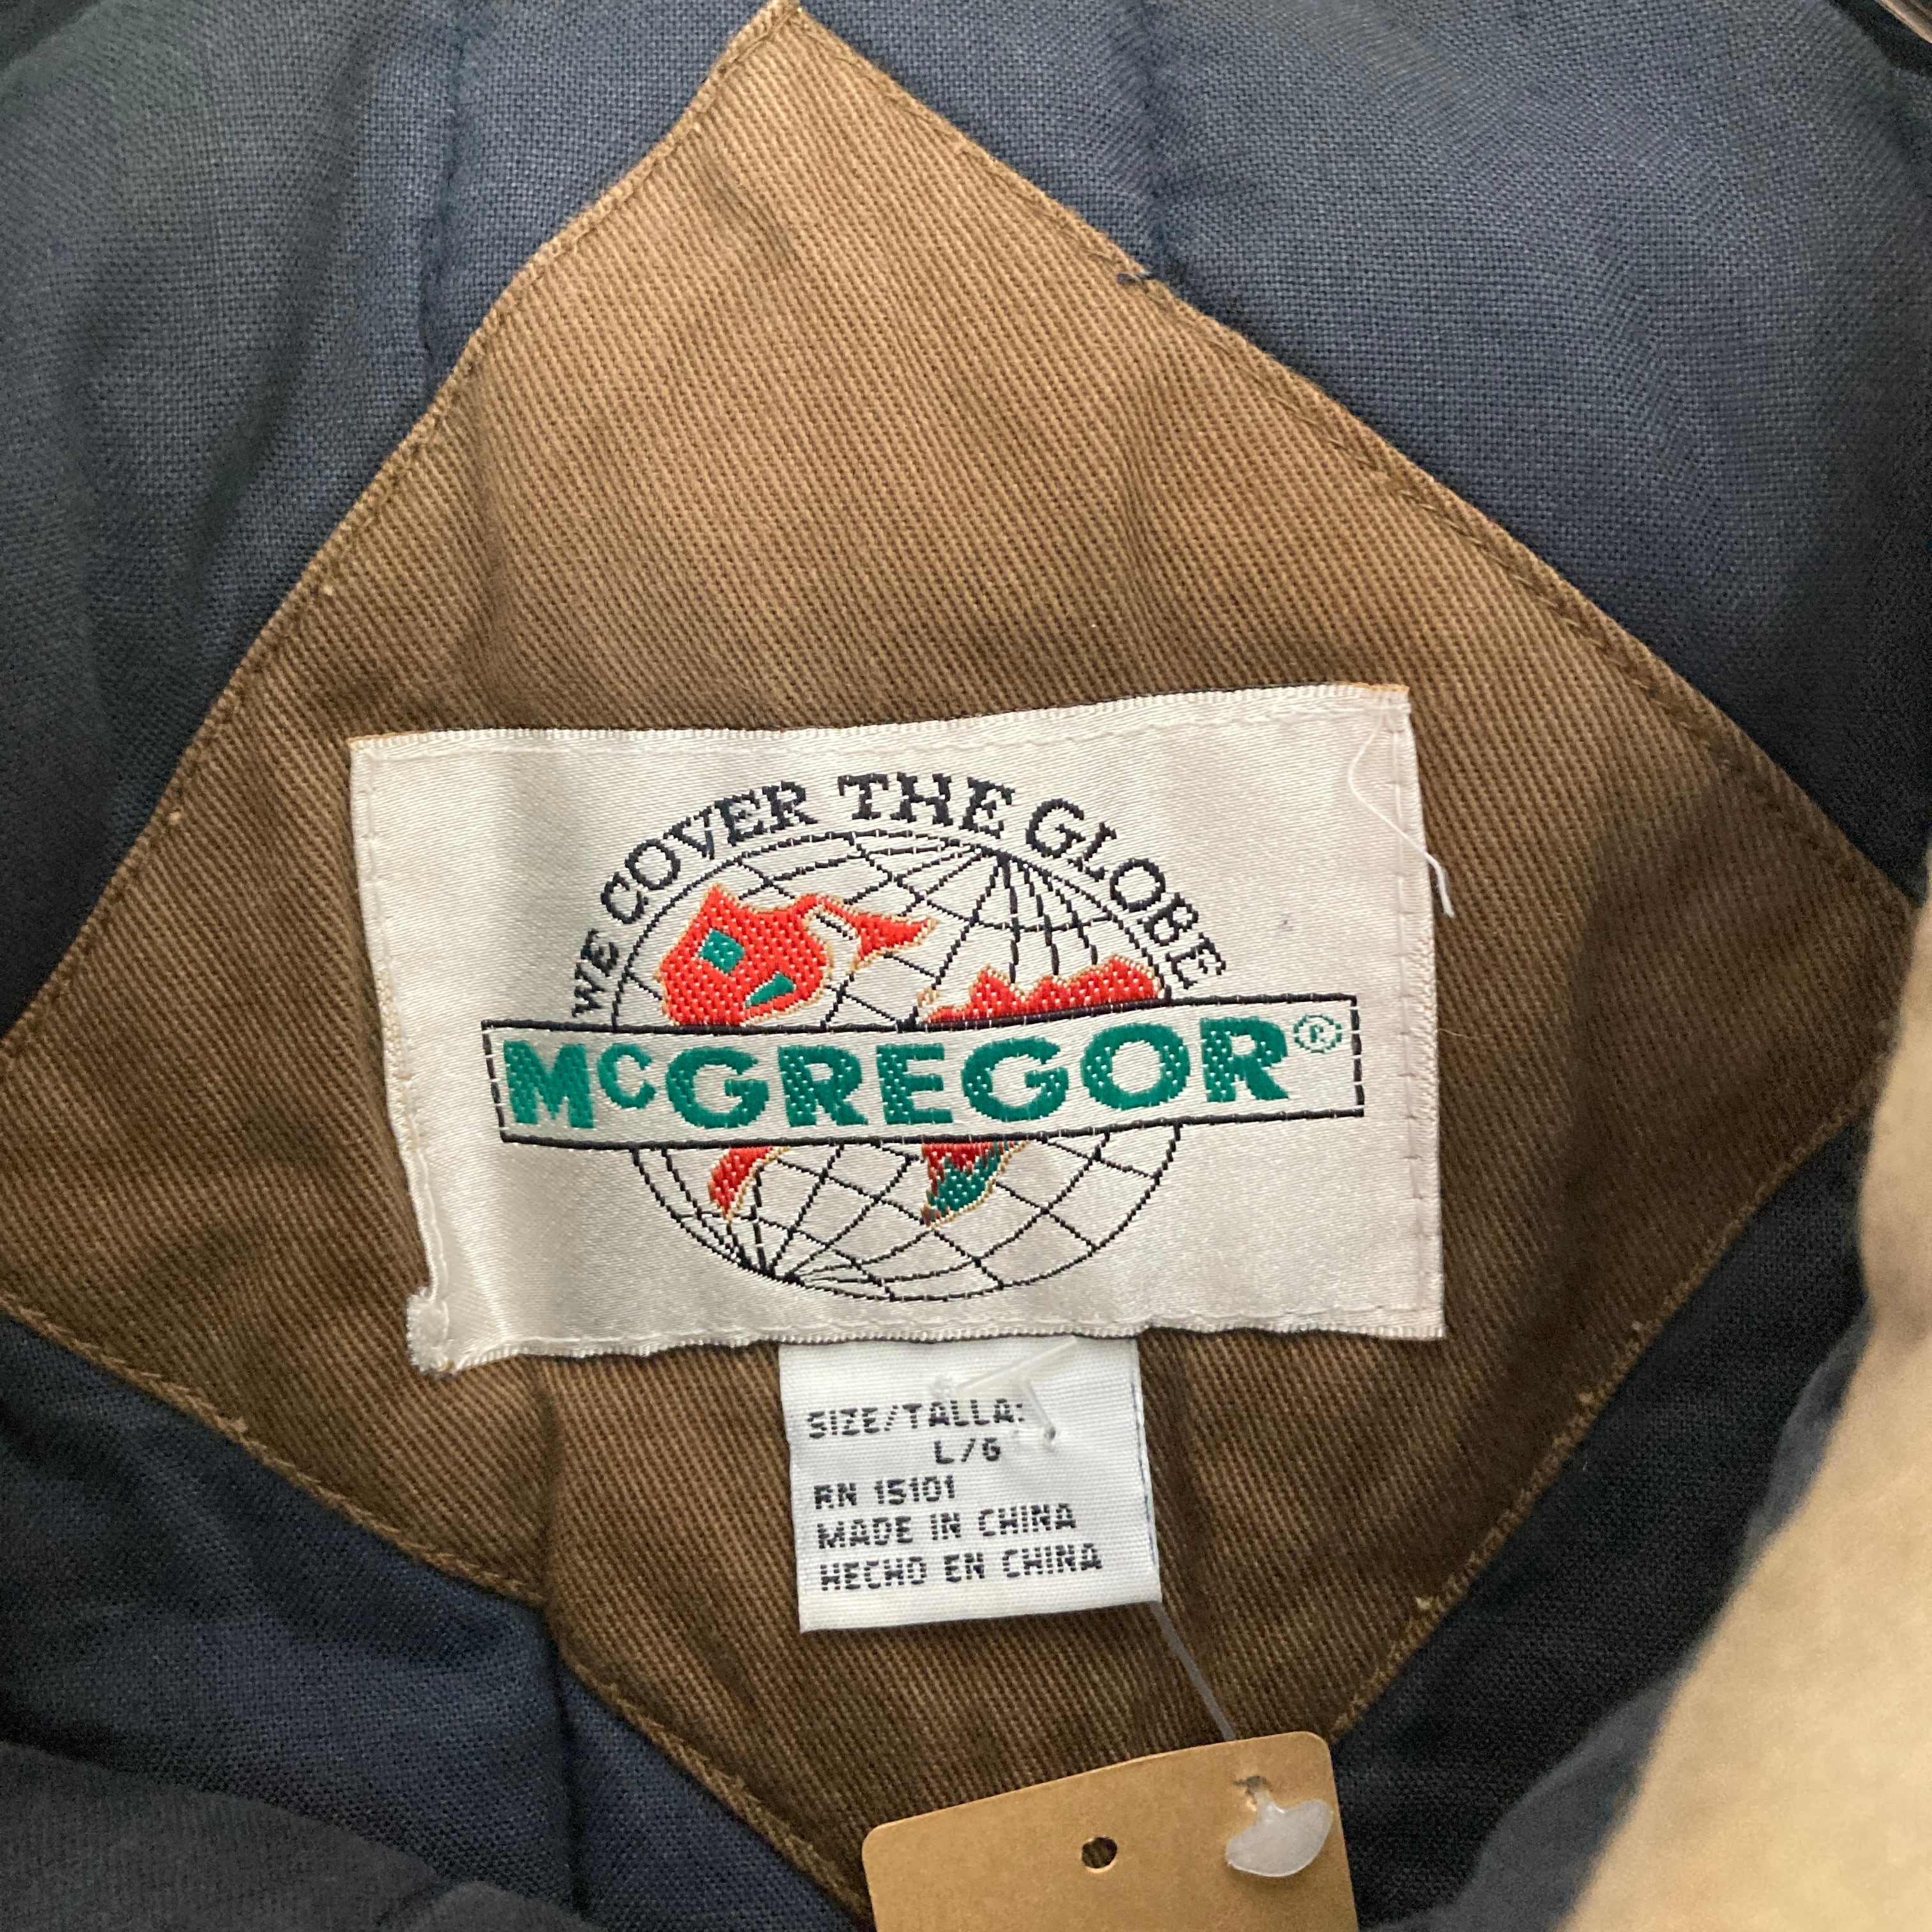 WE COVER THE GLOBE
McGREGOR®
SIZE/TALLA:
L/G
RN 15101
MADE IN CHINA
HECHO EN CHINA